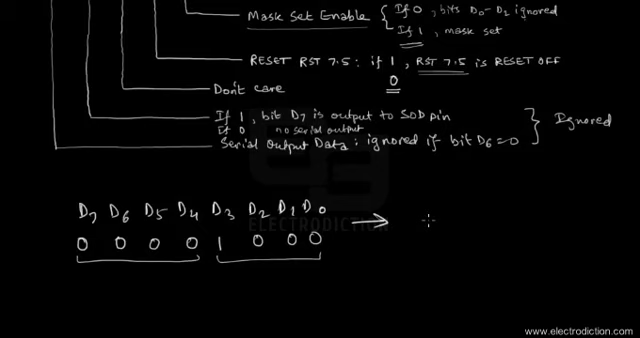 Mask Set Enable { If 0, bits D0-D2 ignored
If 1, mask set
RESET RST 7.5 : if 1, RST 7.5 is RESET OFF
0
Don't care
If 1, bit D7 is output to SOD pin
If 0 no serial output
Serial Output Data : ignored if bit D6=0 } Ignored
D7 D6 D5 D4 D3 D2 D1 D0
0 0 0 0 1 0 0 0
ELECTRODICTION
www.electrodiction.com